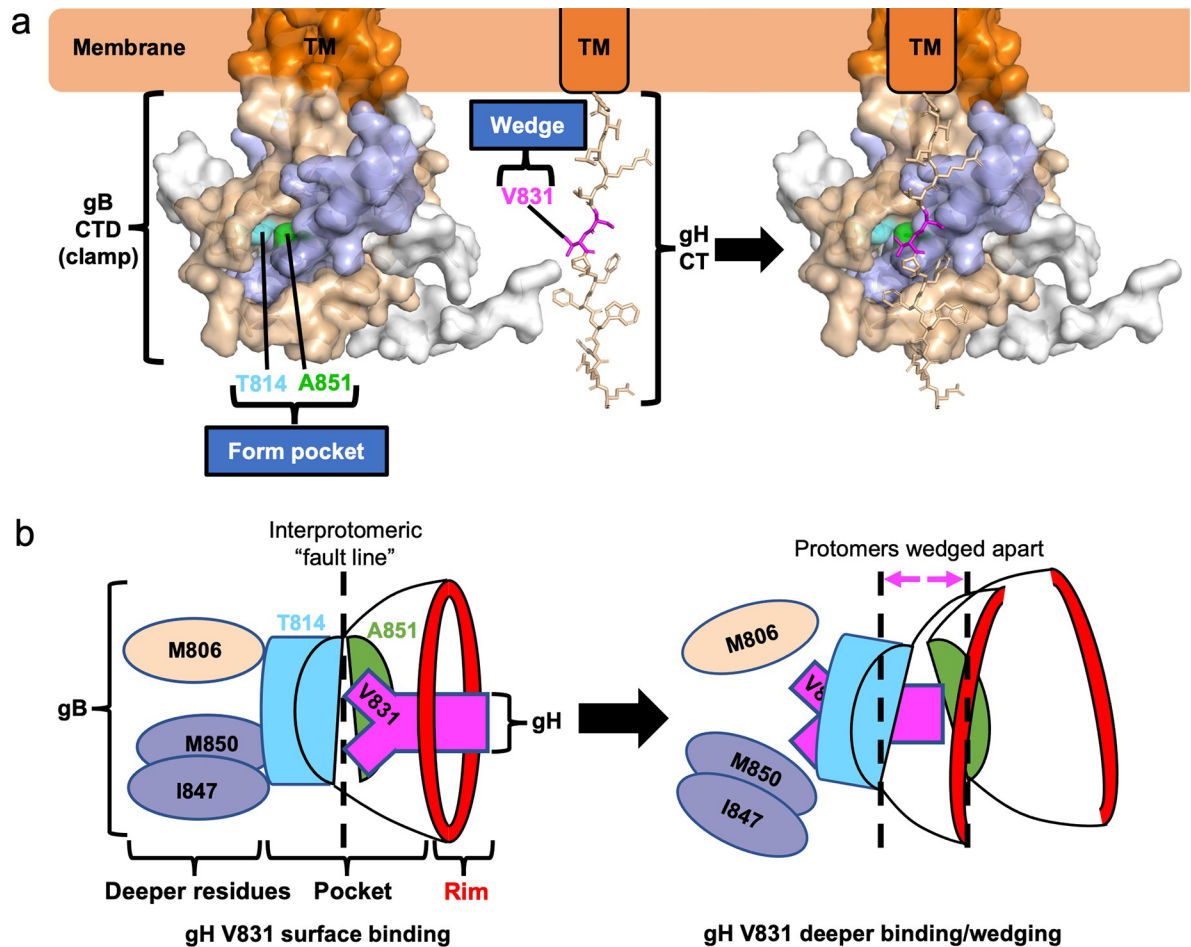 a
Membrane
TM
TM
TM
Wedge
V831
gB
CTD
(clamp)
gH
CT
T814 A851
Form pocket
b
Interprotomeric
“fault line”
Protomers wedged apart
T814
A851
M806
V831
gB
gH
M850
I847
M806
V8
M850
I847
Deeper residues
Pocket
Rim
gH V831 surface binding
gH V831 deeper binding/wedging